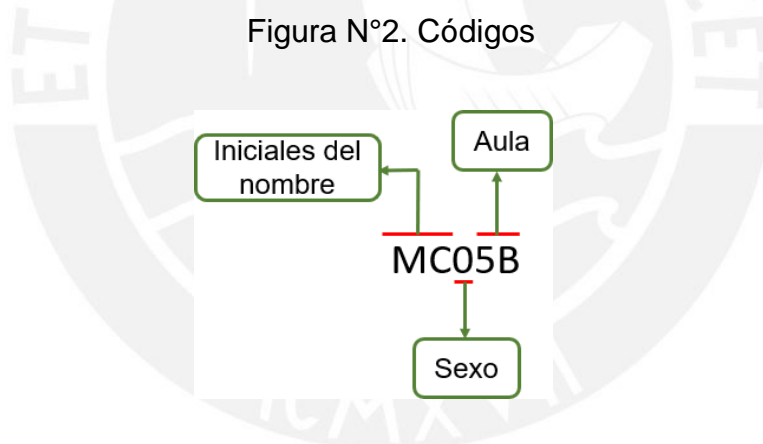 Figura N°2. Códigos
Iniciales del
nombre
Aula
MC05B
Sexo